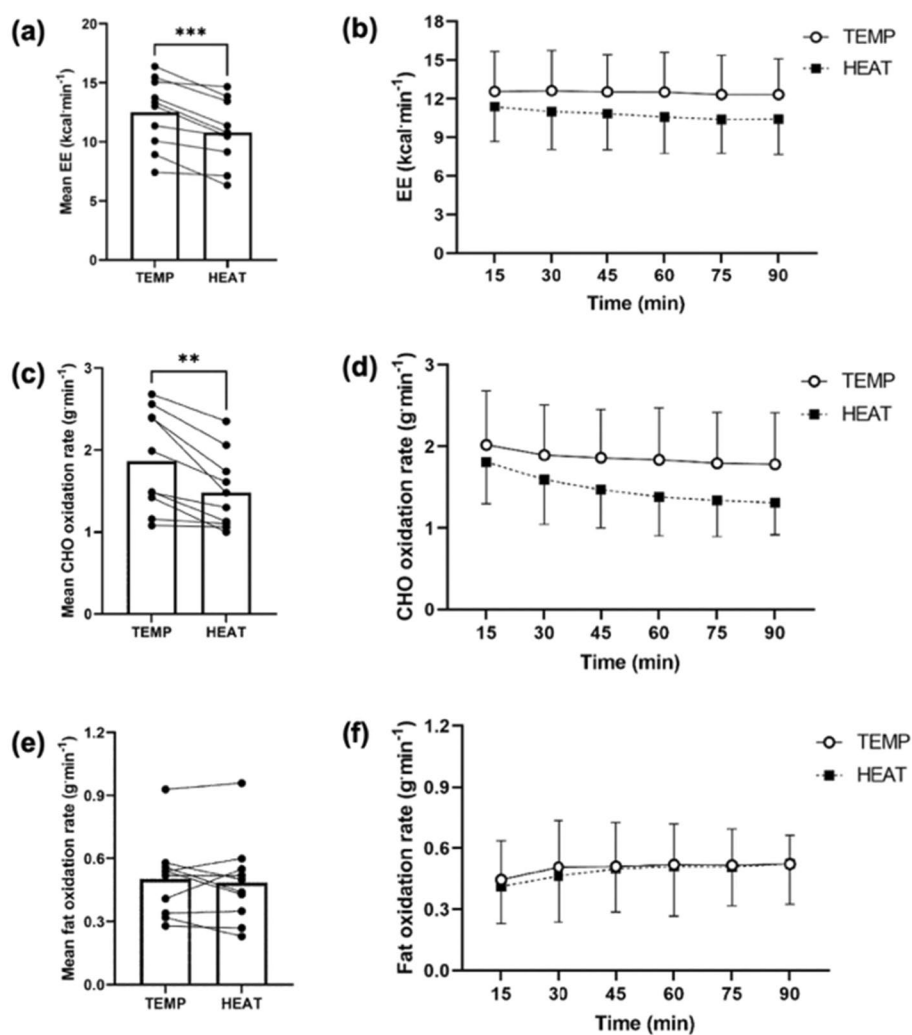 (a)
***
Mean EE (kcal·min⁻¹)
20
15
10
5
0
TEMP HEAT
(b)
EE (kcal·min⁻¹)
18
15
12
9
6
3
0
15 30 45 60 75 90
Time (min)
TEMP
HEAT
(c)
**
Mean CHO oxidation rate (g·min⁻¹)
3
2
1
0
TEMP HEAT
(d)
CHO oxidation rate (g·min⁻¹)
3
2
1
0
15 30 45 60 75 90
Time (min)
TEMP
HEAT
(e)
Mean fat oxidation rate (g·min⁻¹)
1.2
0.9
0.6
0.3
0.0
TEMP HEAT
(f)
Fat oxidation rate (g·min⁻¹)
1.2
0.9
0.6
0.3
0.0
15 30 45 60 75 90
Time (min)
TEMP
HEAT